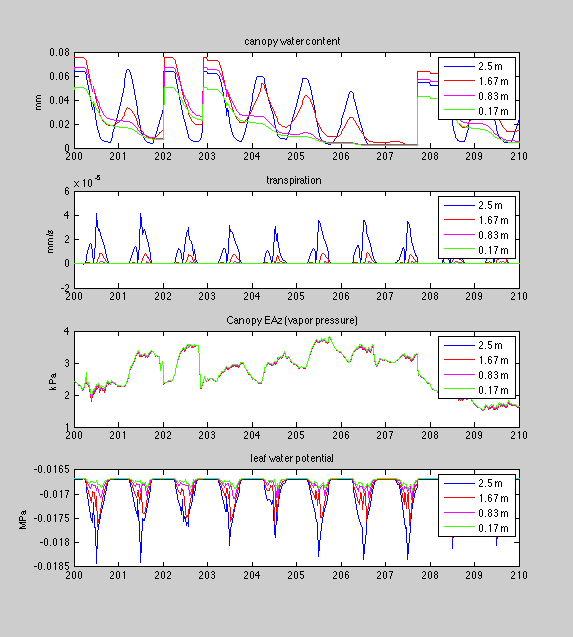 canopy water content
0.08
0.06
0.04
0.02
0
mm
2.5 m
1.67 m
0.83 m
0.17 m
200 201 202 203 204 205 206 207 208 209 210
transpiration
x 10^-5
6
4
2
0
-2
mm/s
2.5 m
1.67 m
0.83 m
0.17 m
200 201 202 203 204 205 206 207 208 209 210
Canopy EAz (vapor pressure)
4
3
2
1
kPa
2.5 m
1.67 m
0.83 m
0.17 m
200 201 202 203 204 205 206 207 208 209 210
leaf water potential
-0.0165
-0.017
-0.0175
-0.018
-0.0185
MPa
2.5 m
1.67 m
0.83 m
0.17 m
200 201 202 203 204 205 206 207 208 209 210